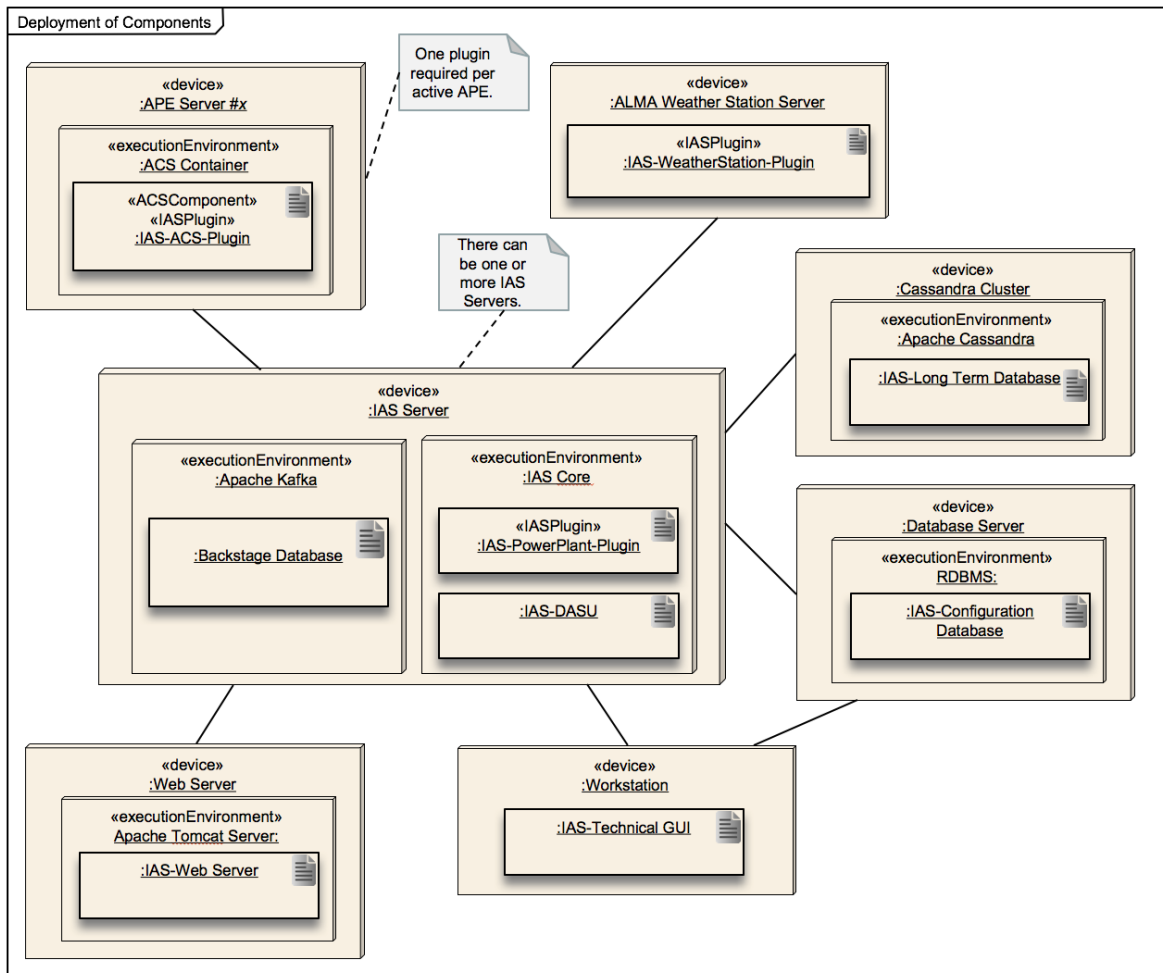 Deployment of Components
«device»
:APE Server #x
«executionEnvironment»
:ACS Container
«ACSComponent»
«IASPlugin»
:IAS-ACS-Plugin
One plugin
required per
active APE.
«device»
:ALMA Weather Station Server
«IASPlugin»
:IAS-WeatherStation-Plugin
There can
be one or
more IAS
Servers.
«device»
:Cassandra Cluster
«executionEnvironment»
:Apache Cassandra
:IAS-Long Term Database
«device»
:IAS Server
«executionEnvironment»
:Apache Kafka
:Backstage Database
«executionEnvironment»
:IAS Core
«IASPlugin»
:IAS-PowerPlant-Plugin
:IAS-DASU
«device»
:Database Server
«executionEnvironment»
RDBMS:
:IAS-Configuration
Database
«device»
:Web Server
«executionEnvironment»
Apache Tomcat Server:
:IAS-Web Server
«device»
:Workstation
:IAS-Technical GUI